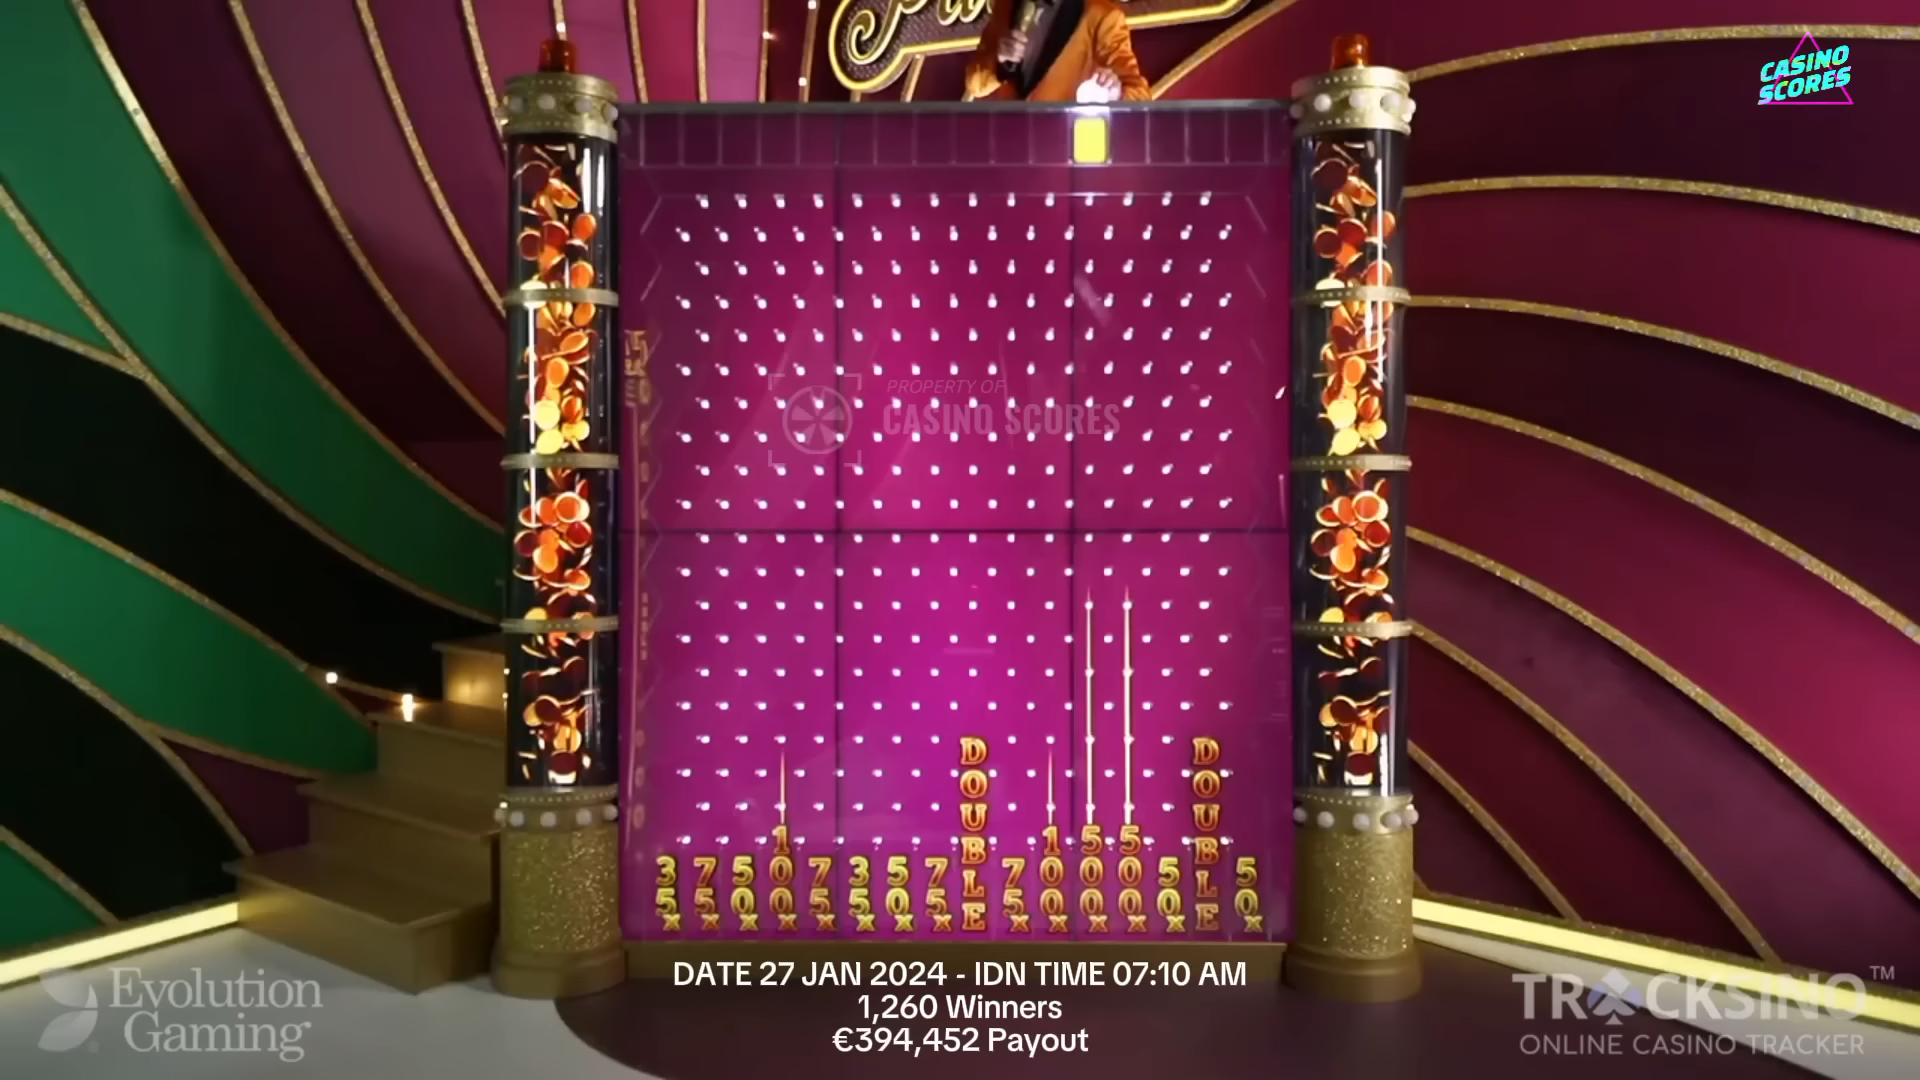 CASINO
SCORES
PROPERTY OF
CASINO SCORES
35x 75x 50x 100x 75x 35x 50x 75x DOUBLE 75x 100x 500x 500x 50x DOUBLE 50x
DATE 27 JAN 2024 - IDN TIME 07:10 AM
1,260 Winners
€394,452 Payout
Evolution
Gaming
TRACKSINO™
ONLINE CASINO TRACKER